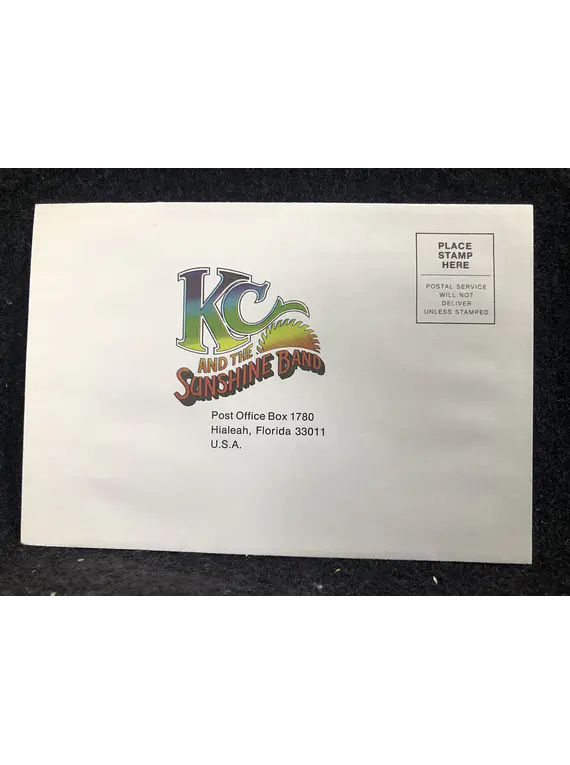 PLACE
STAMP
HERE
POSTAL SERVICE
WILL NOT
DELIVER
UNLESS STAMPED
KC
AND THE
SUNSHINE BAND
Post Office Box 1780
Hialeah, Florida 33011
U.S.A.